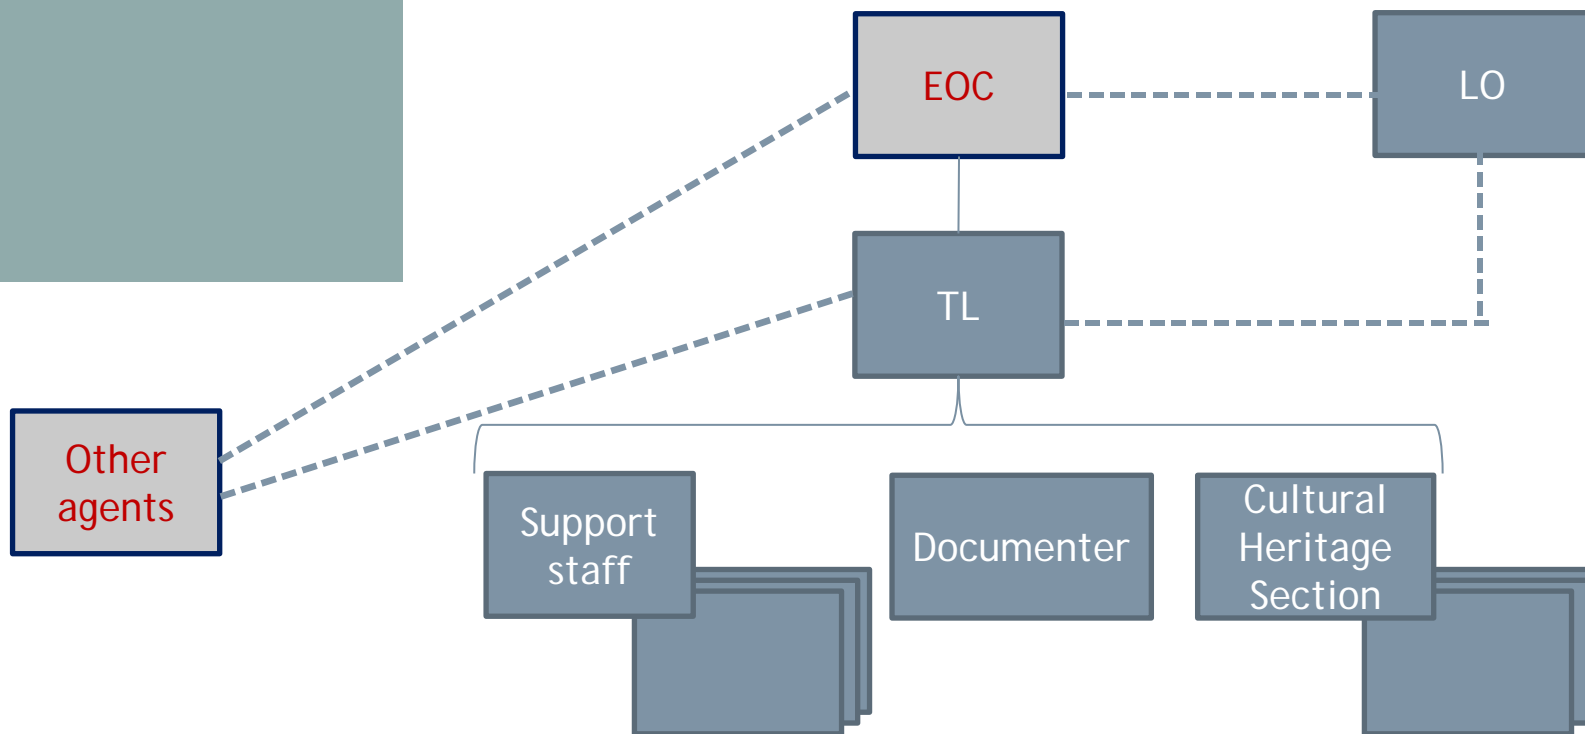 EOC
LO
TL
Other
agents
Support
staff
Documenter
Cultural
Heritage
Section